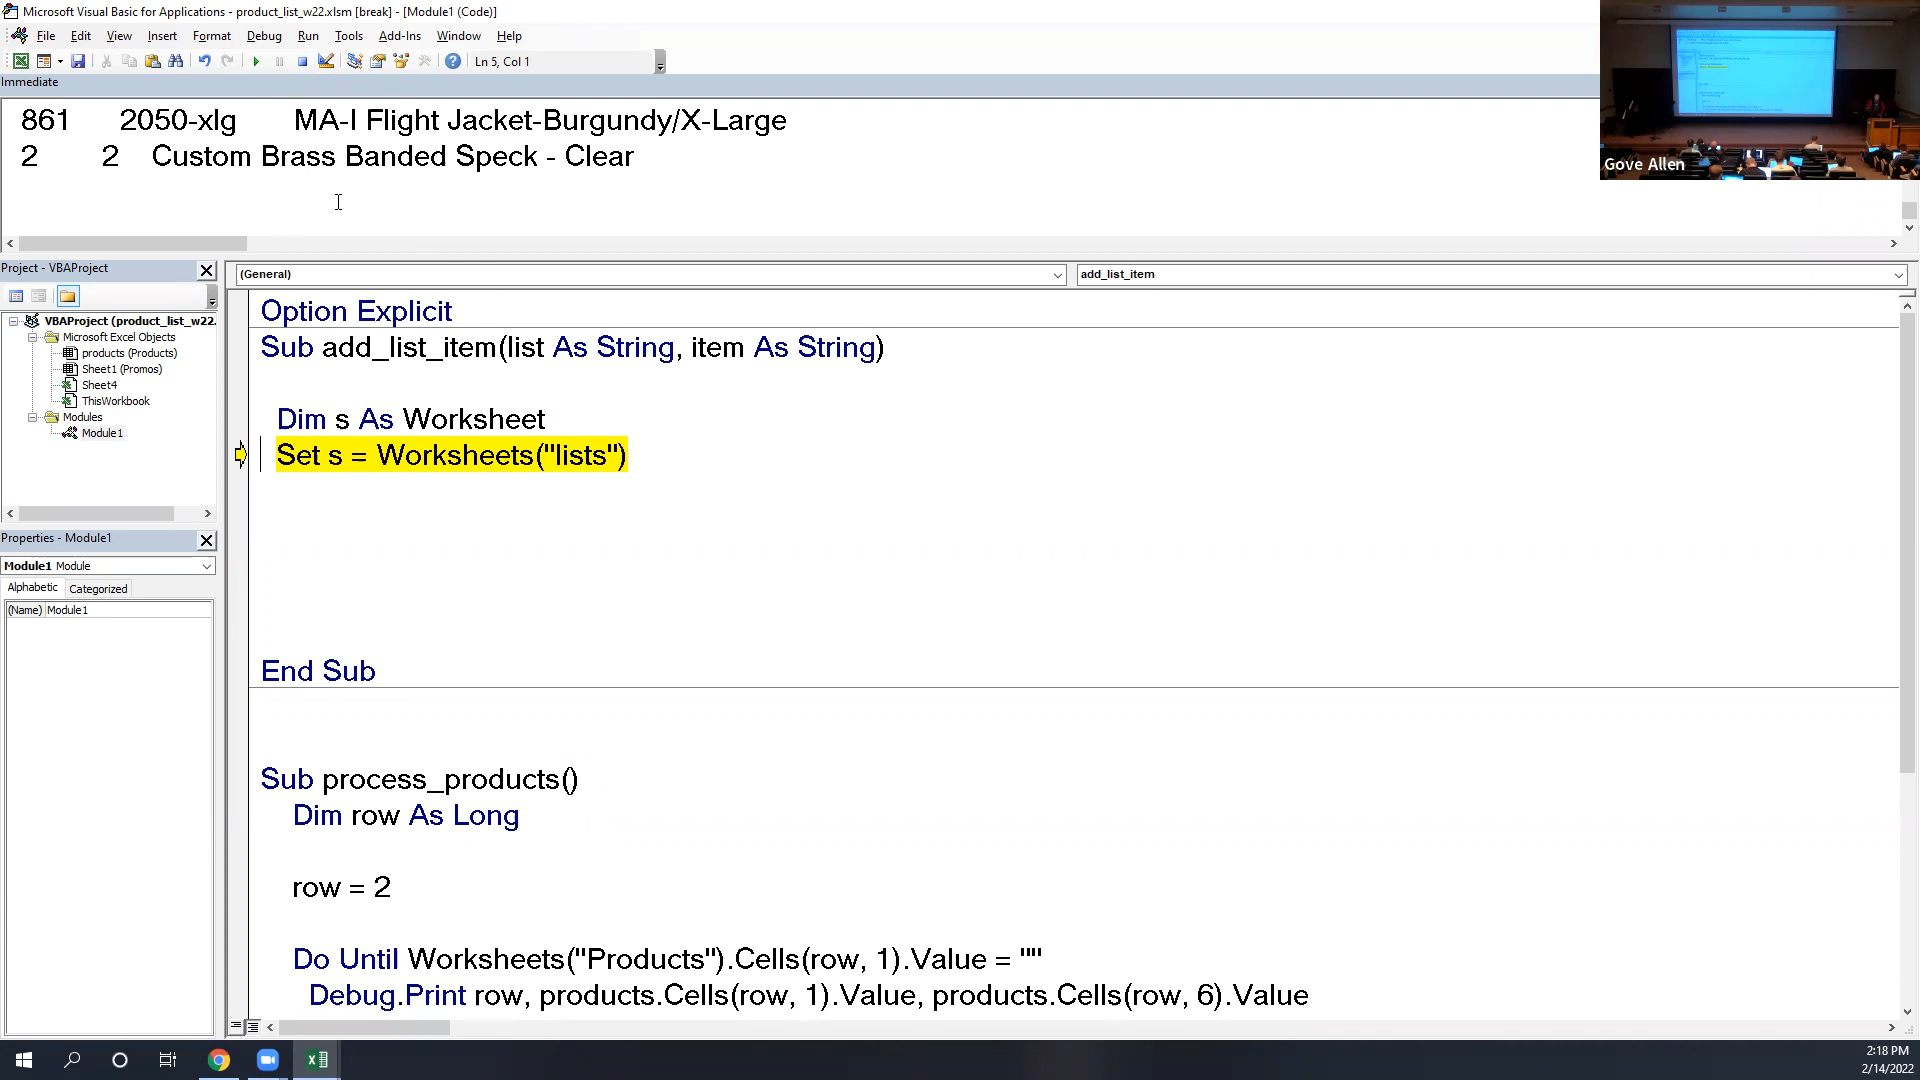 Microsoft Visual Basic for Applications - product_list_w22.xlsm [break] - [Module1 (Code)]
File Edit View Insert Format Debug Run Tools Add-Ins Window Help
Ln 5, Col 1
Immediate
861 2050-xlg MA-I Flight Jacket-Burgundy/X-Large
2 2 Custom Brass Banded Speck - Clear
Gove Allen
Project - VBAProject
VBAProject (product_list_w22.
Microsoft Excel Objects
products (Products)
Sheet1 (Promos)
Sheet4
ThisWorkbook
Modules
Module1
Properties - Module1
Module1 Module
Alphabetic Categorized
(Name) Module1
(General) add_list_item
Option Explicit
Sub add_list_item(list As String, item As String)
Dim s As Worksheet
Set s = Worksheets("lists")
End Sub
Sub process_products()
Dim row As Long
row = 2
Do Until Worksheets("Products").Cells(row, 1).Value = ""
Debug.Print row, products.Cells(row, 1).Value, products.Cells(row, 6).Value
2:18 PM
2/14/2022